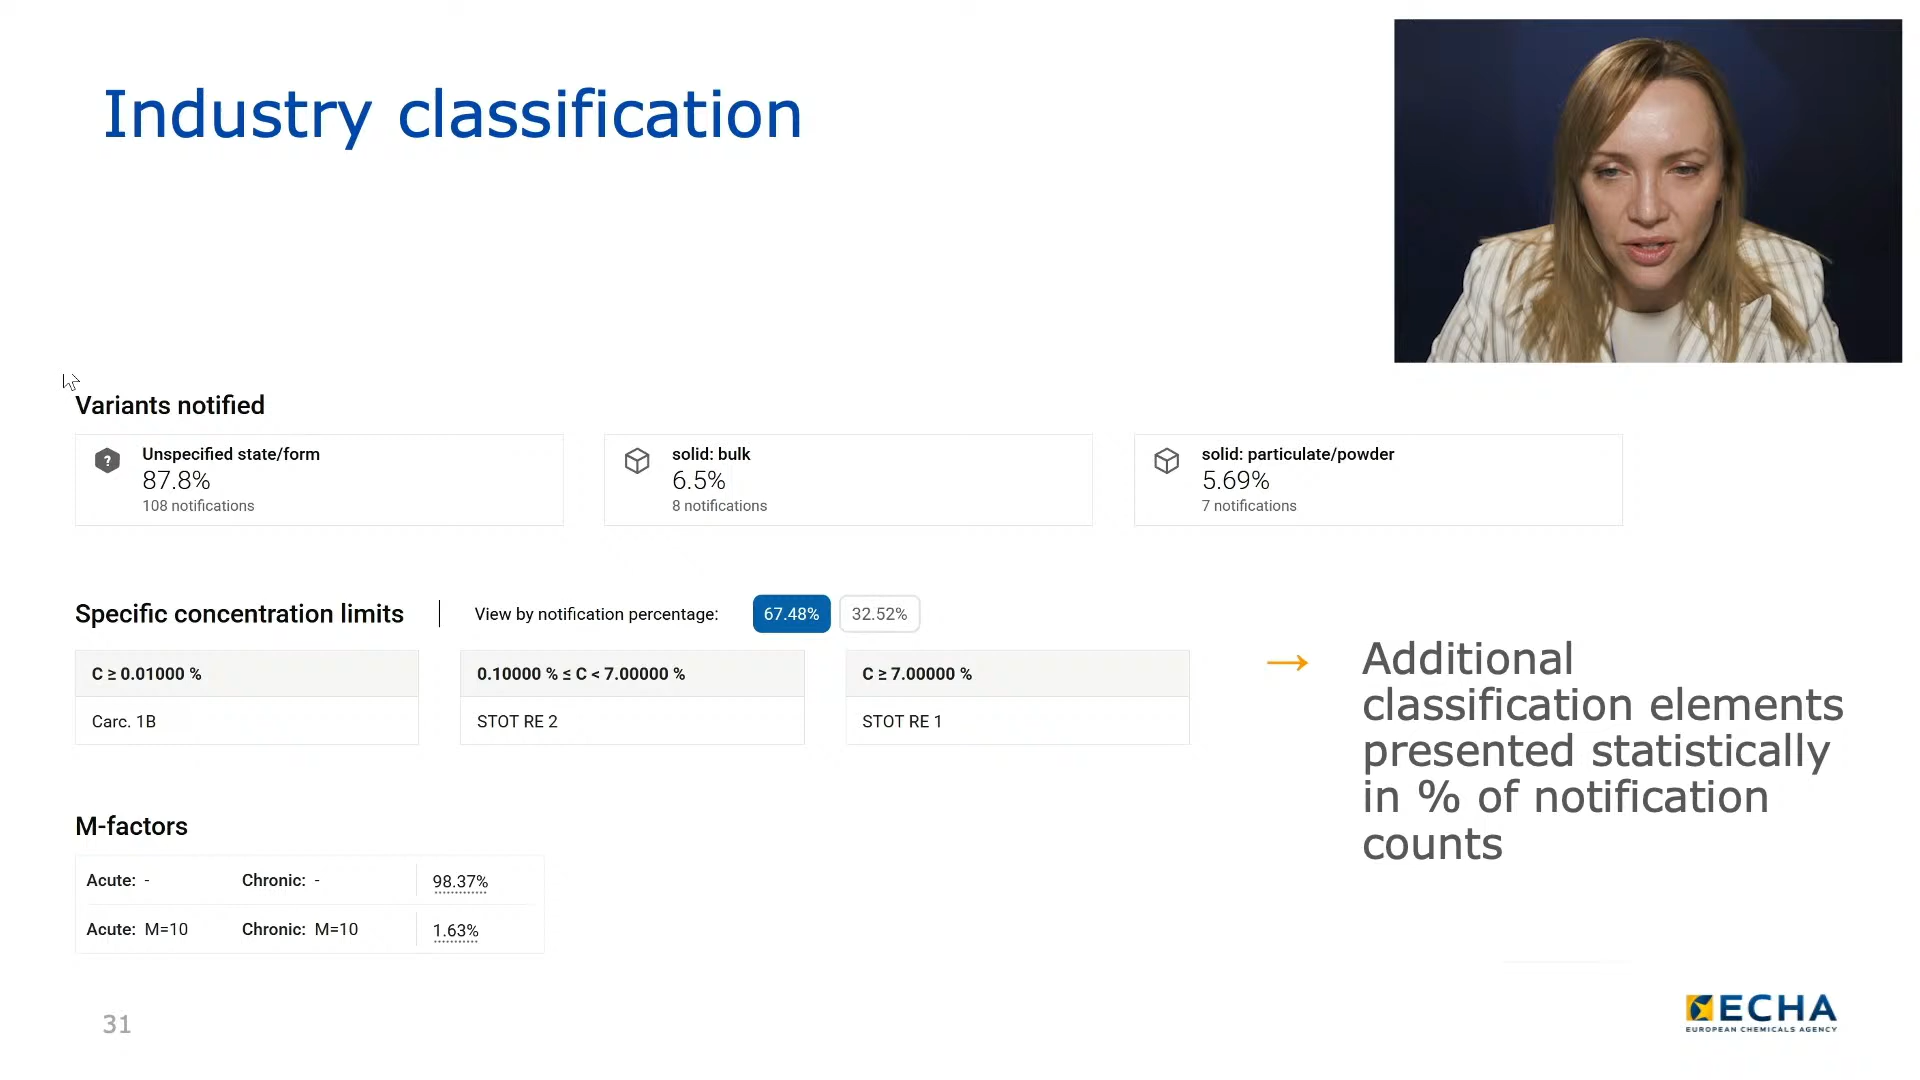 Industry classification
Variants notified
? Unspecified state/form
87.8%
108 notifications
solid: bulk
6.5%
8 notifications
solid: particulate/powder
5.69%
7 notifications
Specific concentration limits
View by notification percentage: 67.48% 32.52%
C ≥ 0.01000 %
Carc. 1B
0.10000 % ≤ C < 7.00000 %
STOT RE 2
C ≥ 7.00000 %
STOT RE 1
→ Additional
classification elements
presented statistically
in % of notification
counts
M-factors
Acute: - Chronic: - 98.37%
Acute: M=10 Chronic: M=10 1.63%
31
ECHA
EUROPEAN CHEMICALS AGENCY